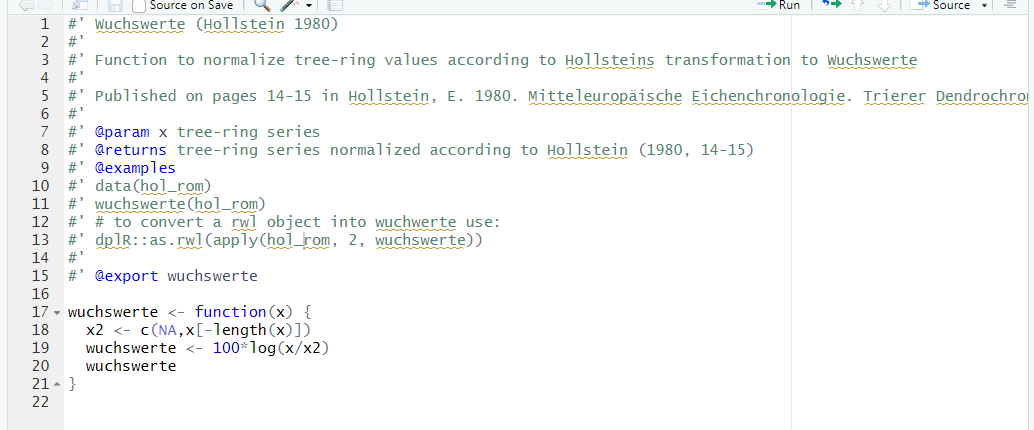 Source on Save Run Source
1 #' Wuchswerte (Hollstein 1980)
2 #'
3 #' Function to normalize tree-ring values according to Hollsteins transformation to Wuchswerte
4 #'
5 #' Published on pages 14-15 in Hollstein, E. 1980. Mitteleuropäische Eichenchronologie. Trierer Dendrochro
6 #'
7 #' @param x tree-ring series
8 #' @returns tree-ring series normalized according to Hollstein (1980, 14-15)
9 #' @examples
10 #' data(hol_rom)
11 #' wuchswerte(hol_rom)
12 #' # to convert a rwl object into wuchwerte use:
13 #' dplR::as.rwl(apply(hol_rom, 2, wuchswerte))
14 #'
15 #' @export wuchswerte
16
17 wuchswerte <- function(x) {
18 x2 <- c(NA,x[-length(x)])
19 wuchswerte <- 100*log(x/x2)
20 wuchswerte
21 }
22